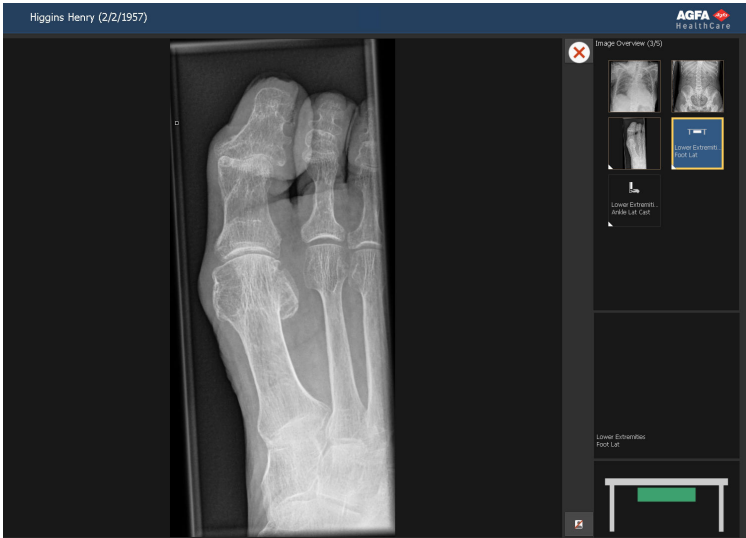 Higgins Henry (2/2/1957)
AGFA
HealthCare
Image Overview (3/5)
Lower Extremiti..
Foot Lat
Lower Extremiti..
Ankle Lat Cast
Lower Extremities
Foot Lat